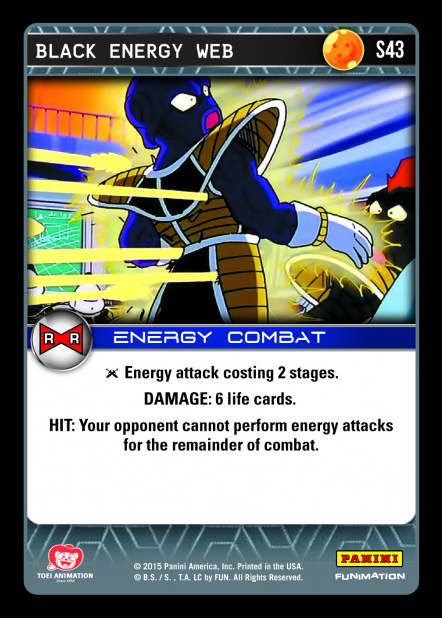 BLACK ENERGY WEB
S43
R R
ENERGY COMBAT
Energy attack costing 2 stages.
DAMAGE: 6 life cards.
HIT: Your opponent cannot perform energy attacks
for the remainder of combat.
TOEI ANIMATION
Since 1956
© 2015 Panini America, Inc. Printed in the USA.
© B.S. / S. , T.A. LC by FUN. All Rights Reserved.
PANINI
FUNIMATION